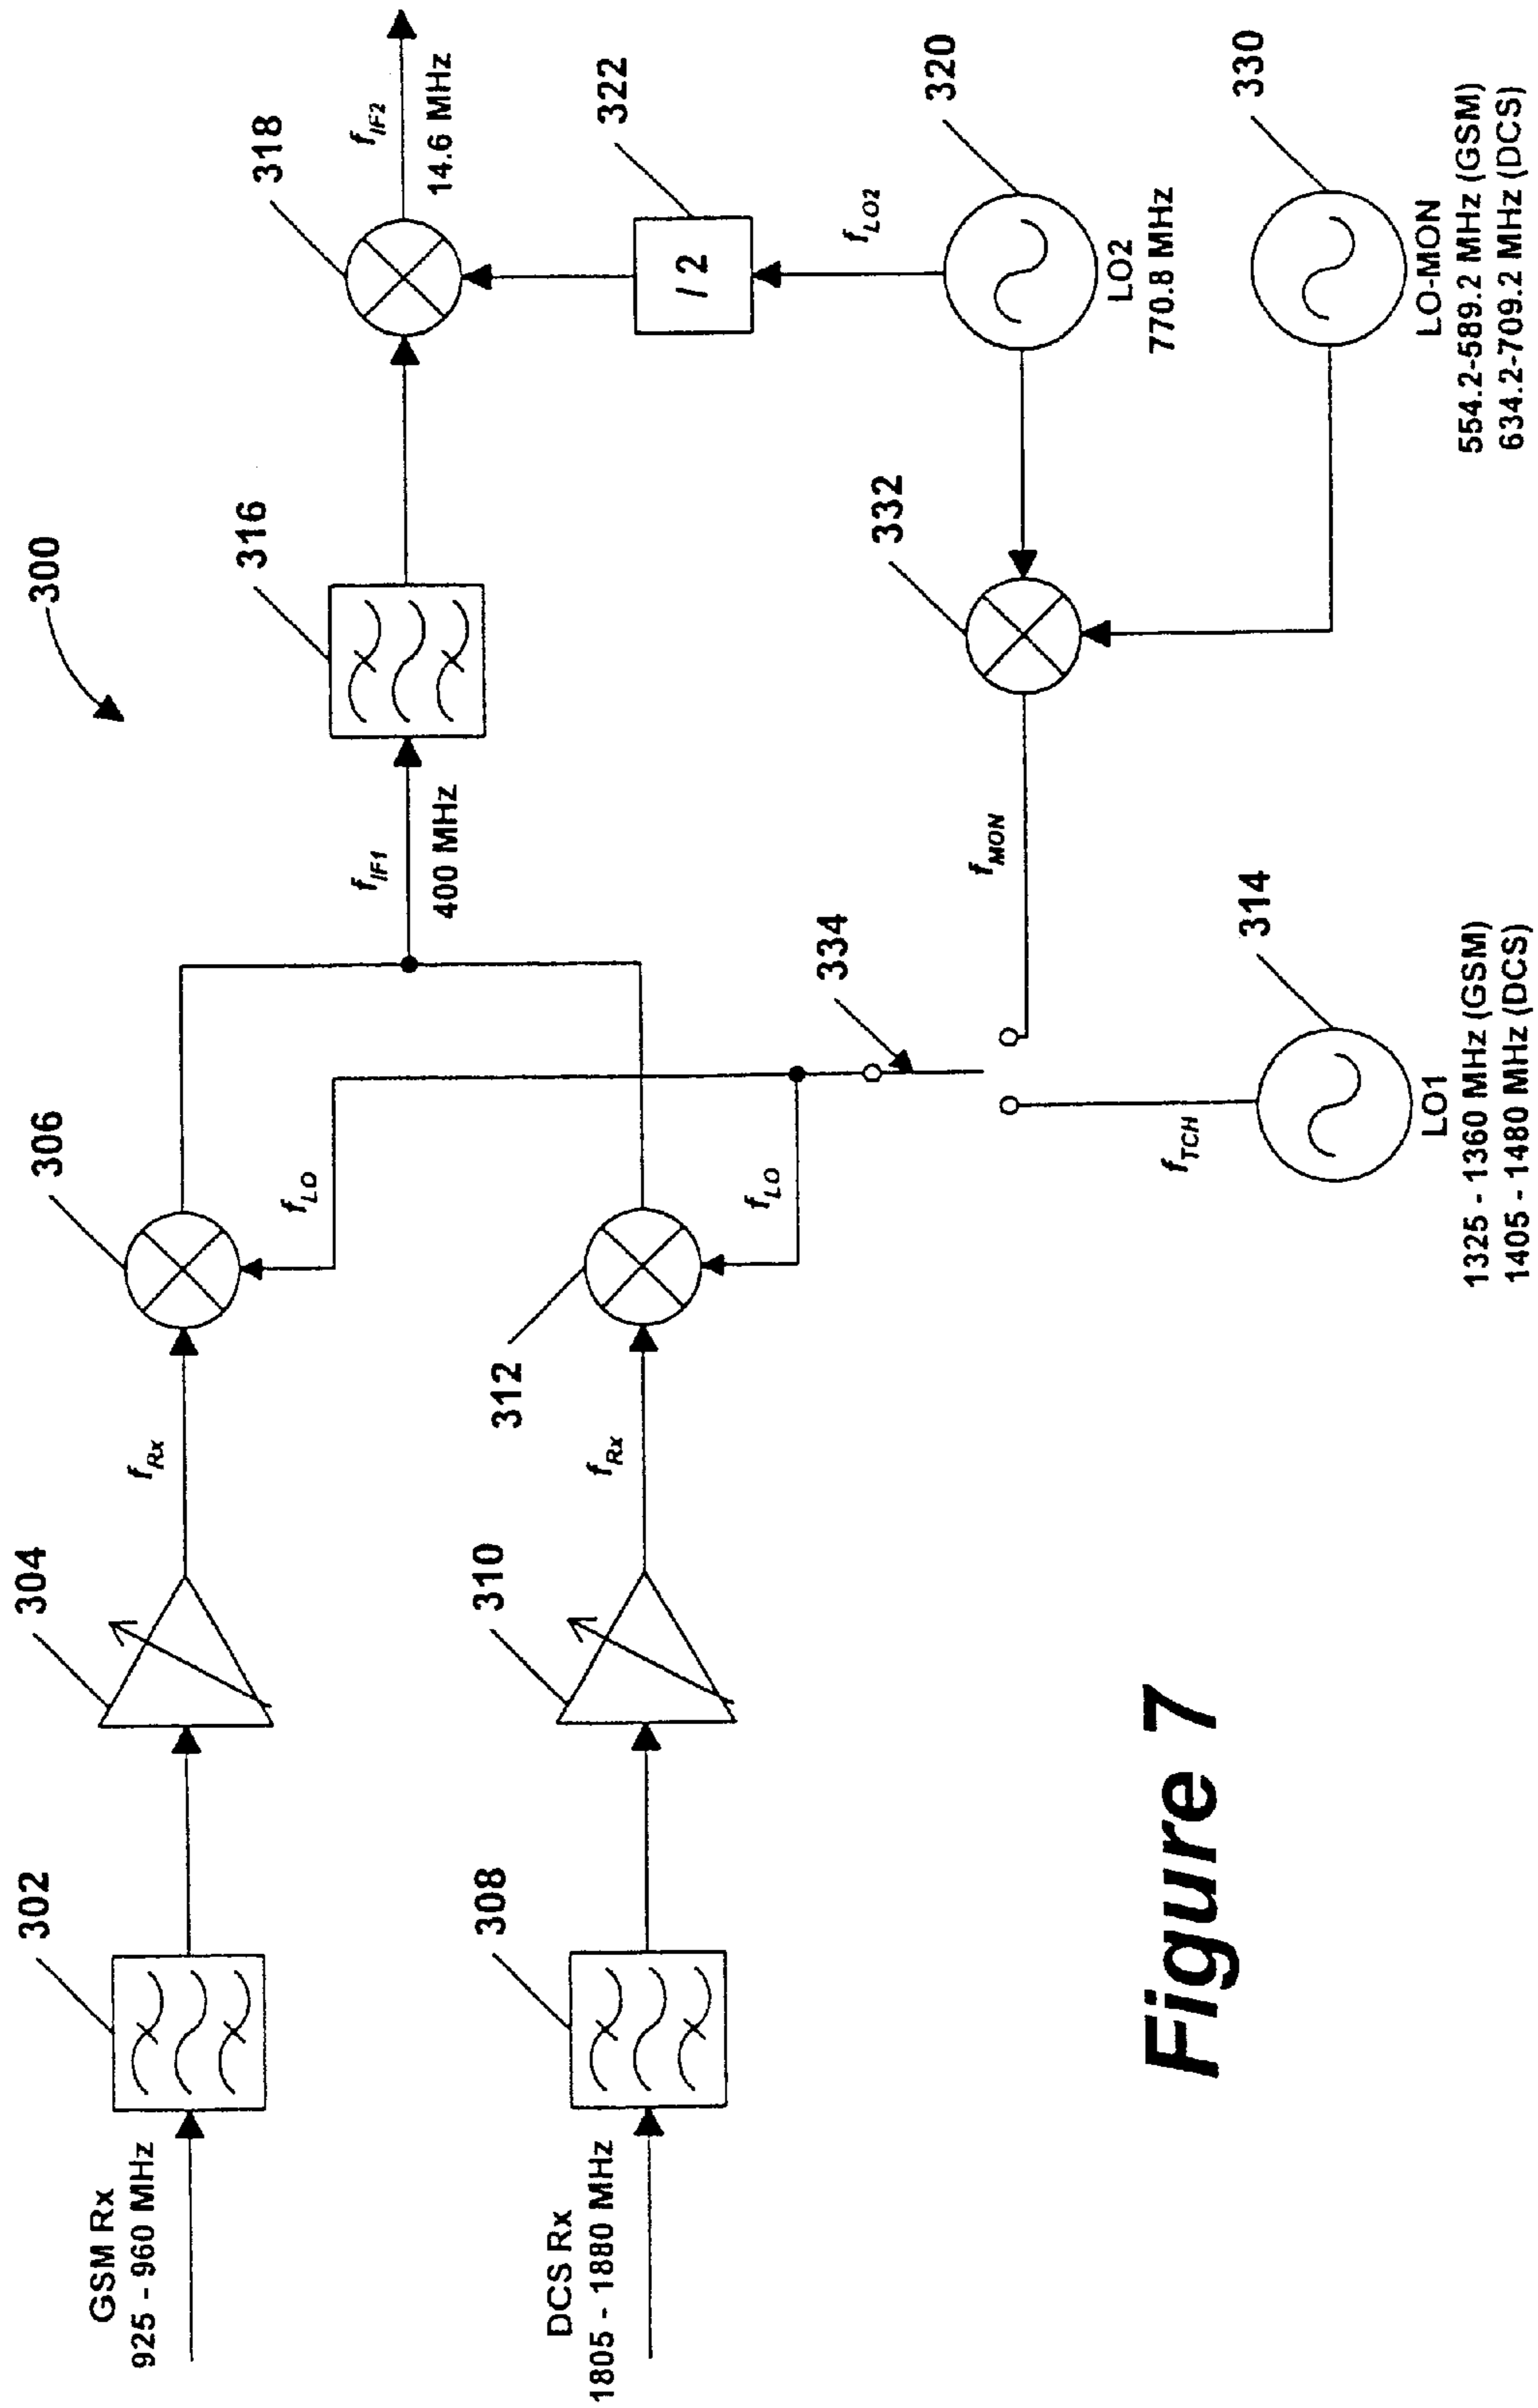 300
GSM Rx
925 - 960 MHz
302
304
f_Rx
306
f_LO
f_IF1
400 MHz
316
318
f_IF2
14.6 MHz
322
/ 2
f_LO2
320
LO2
770.8 MHz
330
LO-MON
554.2-589.2 MHz (GSM)
634.2-709.2 MHz (DCS)
332
f_MON
334
DCS Rx
1805 - 1880 MHz
308
310
f_Rx
312
f_LO
f_TCH
314
LO1
1325 - 1360 MHz (GSM)
1405 - 1480 MHz (DCS)
Figure 7